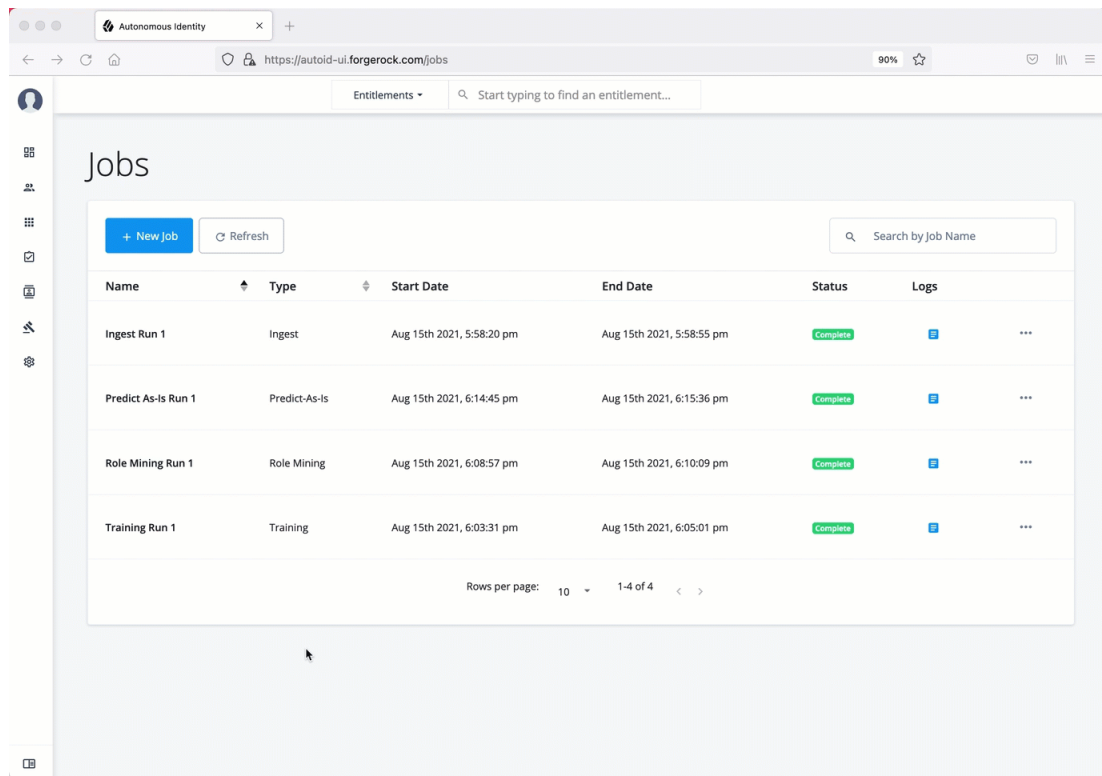 Autonomous Identity
https://autoid-ui.forgerock.com/jobs
90%
Entitlements
Start typing to find an entitlement...
Jobs
+ New Job
Refresh
Search by Job Name
Name Type Start Date End Date Status Logs
Ingest Run 1 Ingest Aug 15th 2021, 5:58:20 pm Aug 15th 2021, 5:58:55 pm Complete
Predict As-Is Run 1 Predict-As-Is Aug 15th 2021, 6:14:45 pm Aug 15th 2021, 6:15:36 pm Complete
Role Mining Run 1 Role Mining Aug 15th 2021, 6:08:57 pm Aug 15th 2021, 6:10:09 pm Complete
Training Run 1 Training Aug 15th 2021, 6:03:31 pm Aug 15th 2021, 6:05:01 pm Complete
Rows per page: 10 1-4 of 4